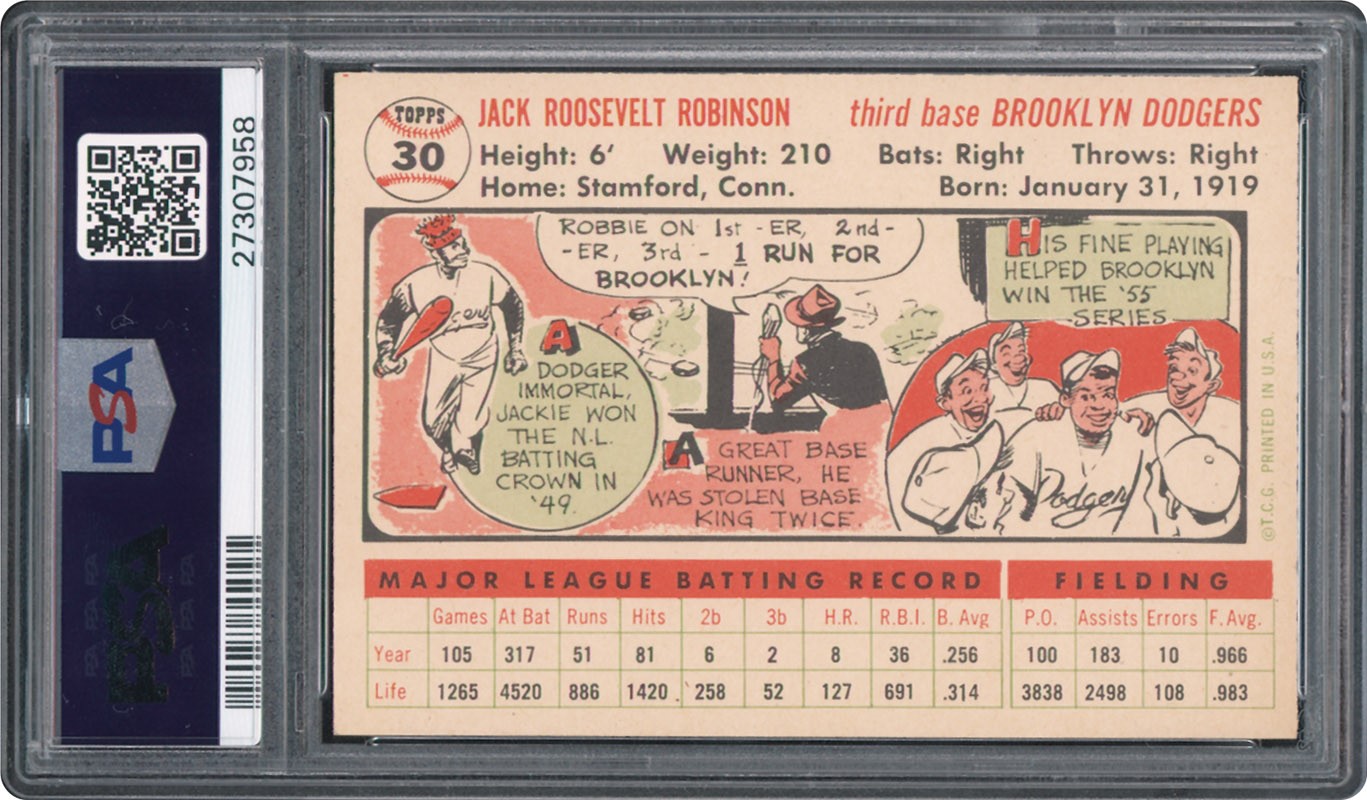 27307958
PSA
PSA
TOPPS
30
JACK ROOSEVELT ROBINSON third base BROOKLYN DODGERS
Height: 6' Weight: 210 Bats: Right Throws: Right
Home: Stamford, Conn. Born: January 31, 1919
A
DODGER
IMMORTAL,
JACKIE WON
THE N.L.
BATTING
CROWN IN
'49.
ROBBIE ON 1st -ER, 2nd-
-ER, 3rd - 1 RUN FOR
BROOKLYN!
A GREAT BASE
RUNNER, HE
WAS STOLEN BASE
KING TWICE.
HIS FINE PLAYING
HELPED BROOKLYN
WIN THE '55
SERIES
Dodgers
©T.C.G. PRINTED IN U.S.A.
MAJOR LEAGUE BATTING RECORD FIELDING
Games At Bat Runs Hits 2b 3b H.R. R.B.I. B. Avg P.O. Assists Errors F. Avg.
Year 105 317 51 81 6 2 8 36 .256 100 183 10 .966
Life 1265 4520 886 1420 258 52 127 691 .314 3838 2498 108 .983